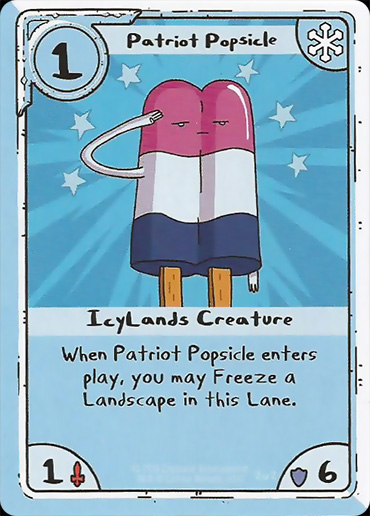 1
Patriot Popsicle
IcyLands Creature
When Patriot Popsicle enters
play, you may Freeze a
Landscape in this Lane.
1
6